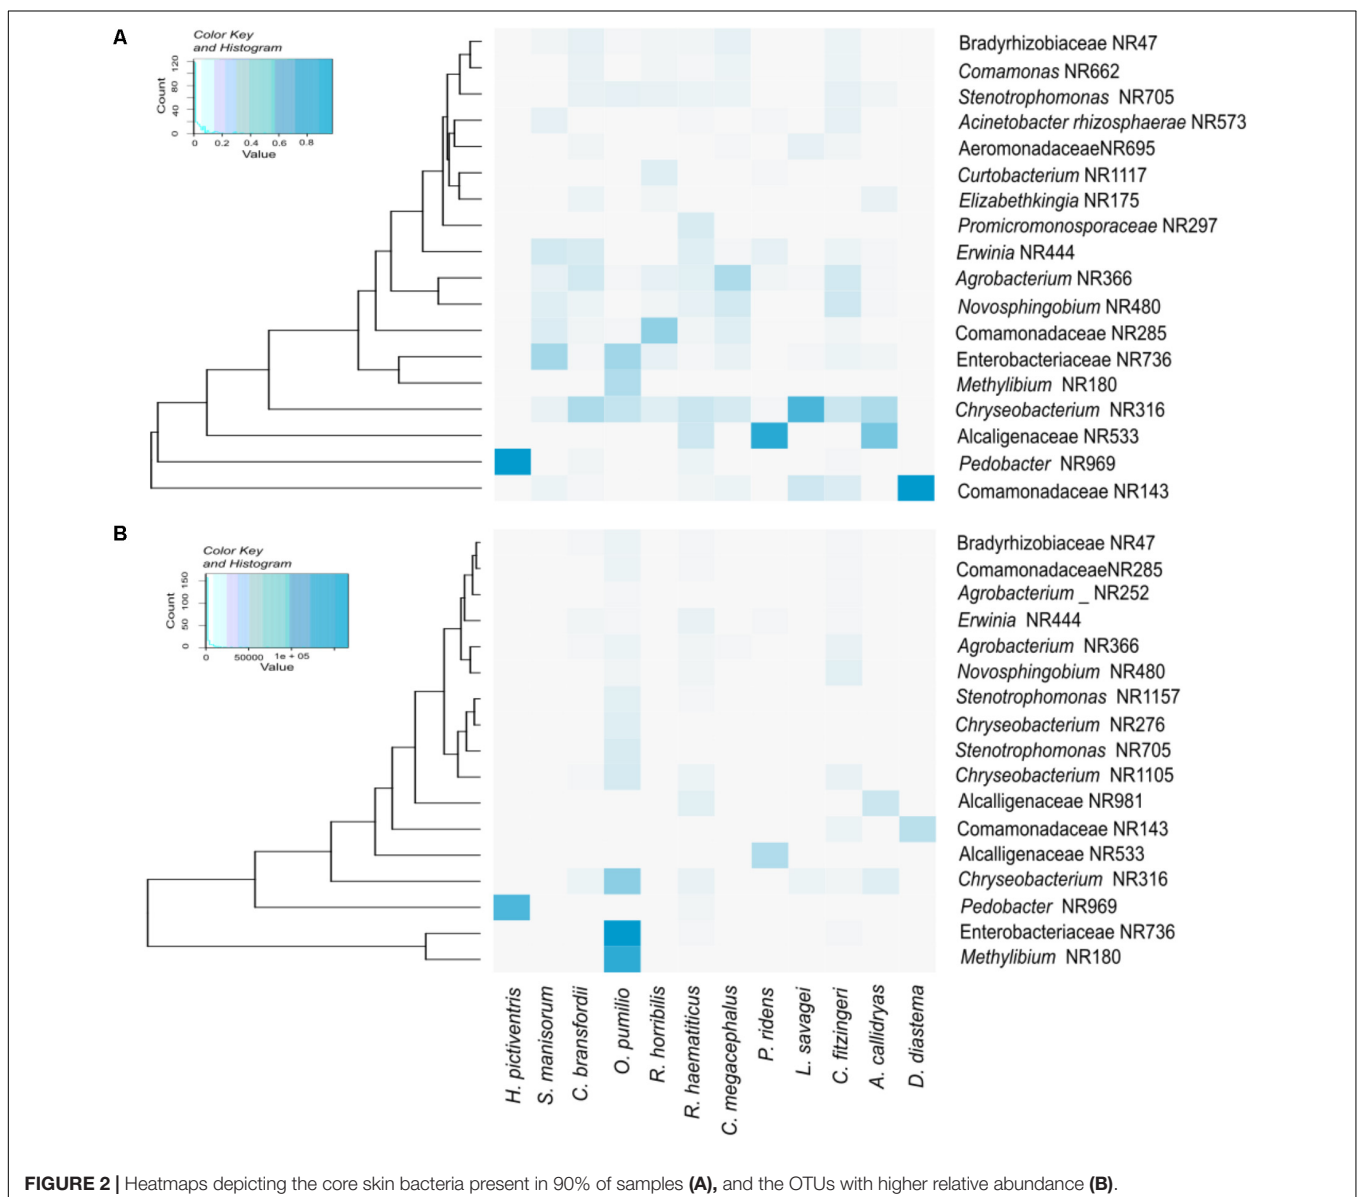 A
Color Key
and Histogram
Count
0 40 80 120
0 0.2 0.4 0.6 0.8
Value
Bradyrhizobiaceae NR47
Comamonas NR662
Stenotrophomonas NR705
Acinetobacter rhizosphaerae NR573
AeromonadaceaeNR695
Curtobacterium NR1117
Elizabethkingia NR175
Promicromonosporaceae NR297
Erwinia NR444
Agrobacterium NR366
Novosphingobium NR480
Comamonadaceae NR285
Enterobacteriaceae NR736
Methylibium NR180
Chryseobacterium NR316
Alcaligenaceae NR533
Pedobacter NR969
Comamonadaceae NR143
B
Color Key
and Histogram
Count
0 50 100 150
0 50000 1e + 05
Value
Bradyrhizobiaceae NR47
ComamonadaceaeNR285
Agrobacterium _ NR252
Erwinia NR444
Agrobacterium NR366
Novosphingobium NR480
Stenotrophomonas NR1157
Chryseobacterium NR276
Stenotrophomonas NR705
Chryseobacterium NR1105
Alcalligenaceae NR981
Comamonadaceae NR143
Alcalligenaceae NR533
Chryseobacterium NR316
Pedobacter NR969
Enterobacteriaceae NR736
Methylibium NR180
H. pictiventris
S. manisorum
C. bransfordii
O. pumilio
R. horribilis
R. haematiticus
C. megacephalus
P. ridens
L. savagei
C. fitzingeri
A. callidryas
D. diastema
FIGURE 2 | Heatmaps depicting the core skin bacteria present in 90% of samples (A), and the OTUs with higher relative abundance (B).